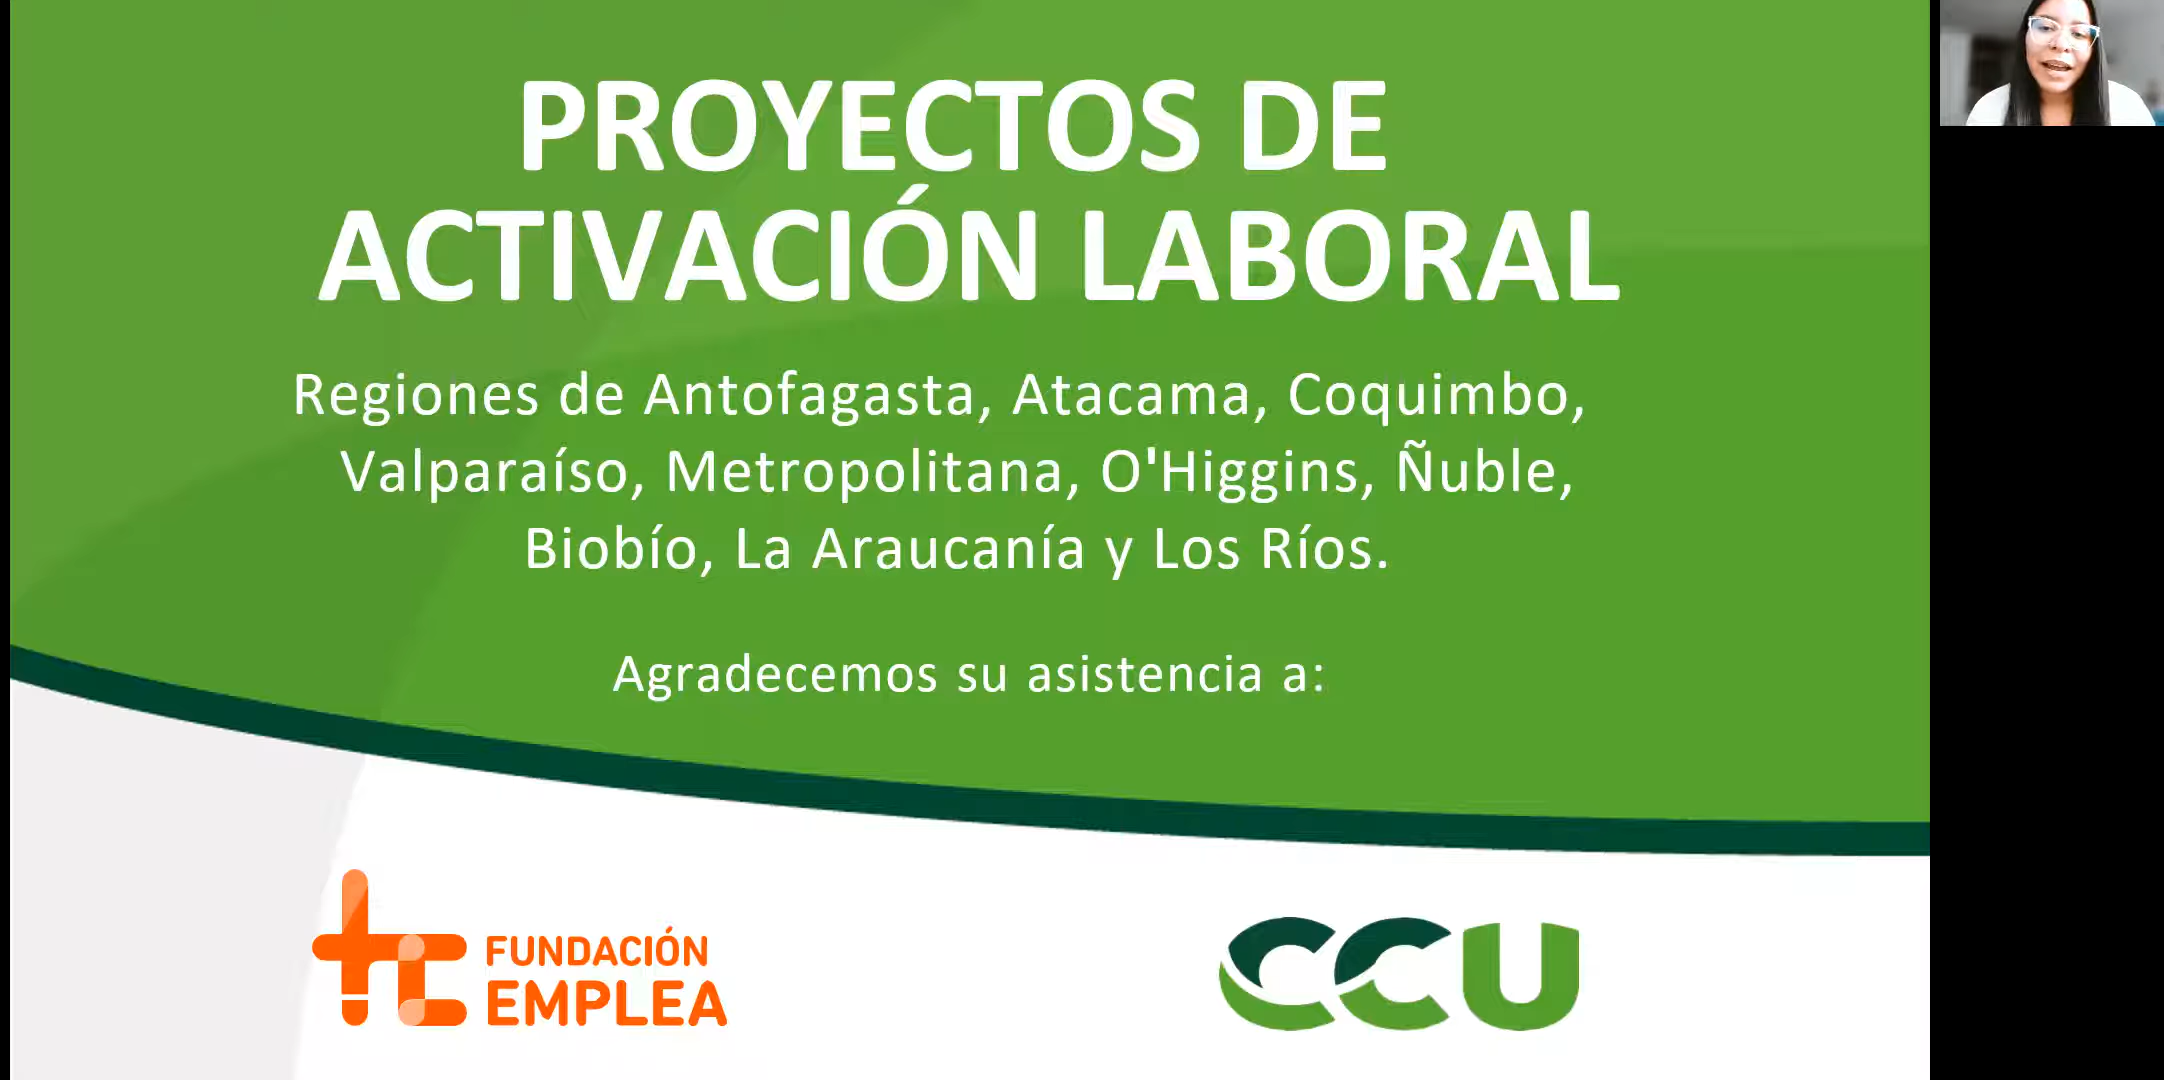 PROYECTOS DE
ACTIVACIÓN LABORAL
Regiones de Antofagasta, Atacama, Coquimbo,
Valparaíso, Metropolitana, O'Higgins, Ñuble,
Biobío, La Araucanía y Los Ríos.
Agradecemos su asistencia a:
FUNDACIÓN
EMPLEA
CCU